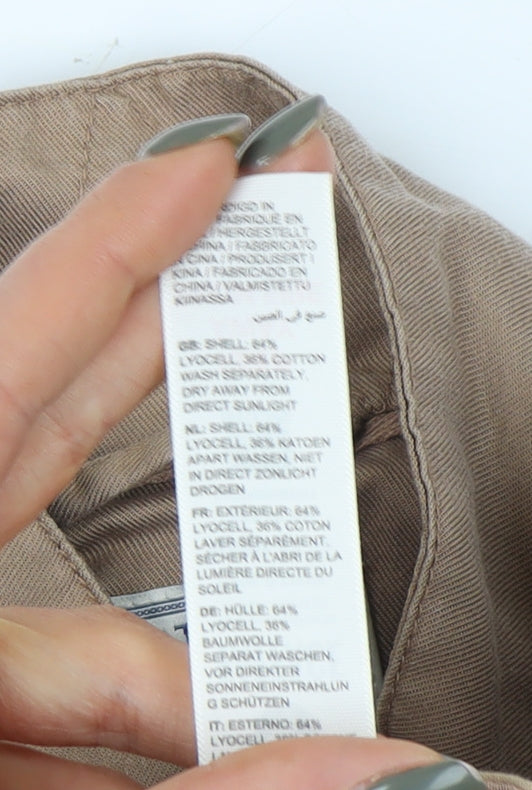 IN
FABRIQUÉ EN
/ HERGESTELLT
CHINA / FABBRICATO
CINA / PRODUSERT I
KINA / FABRICADO EN
CHINA / VALMISTETTU
KIINASSA
صنع في الصين
GB: SHELL: 64%
LYOCELL, 36% COTTON
WASH SEPARATELY,
DRY AWAY FROM
DIRECT SUNLIGHT
NL: SHELL: 64%
LYOCELL, 36% KATOEN
APART WASSEN, NIET
IN DIRECT ZONLICHT
DROGEN
FR: EXTÉRIEUR: 64%
LYOCELL, 36% COTON
LAVER SÉPARÉMENT,
SÉCHER À L'ABRI DE LA
LUMIÈRE DIRECTE DU
SOLEIL
DE: HÜLLE: 64%
LYOCELL, 36%
BAUMWOLLE
SEPARAT WASCHEN,
VOR DIREKTER
SONNENEINSTRAHLUN
G SCHÜTZEN
IT: ESTERNO: 64%
LYOCELL, 36%